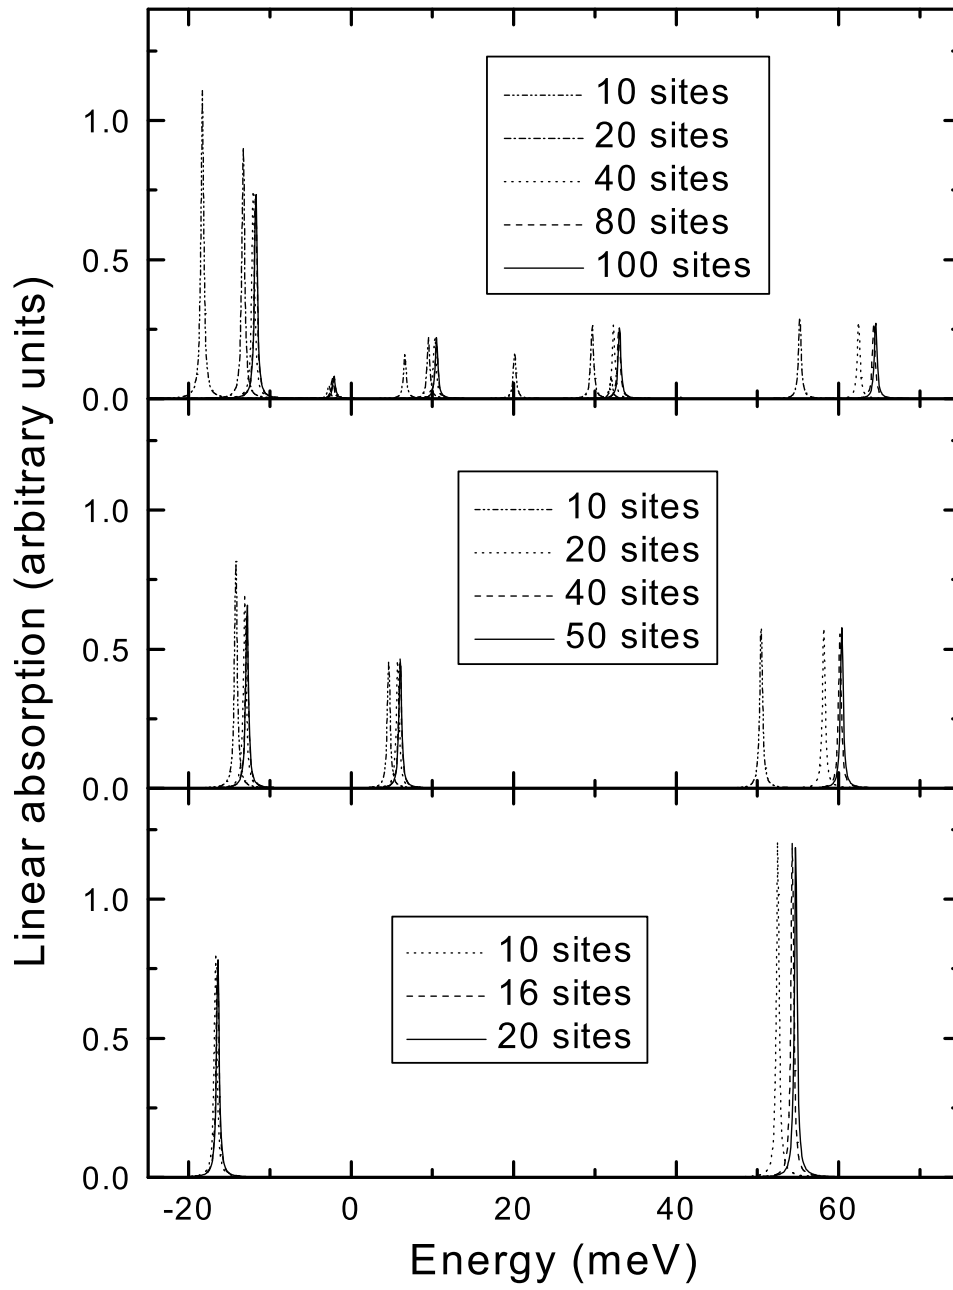 Linear absorption (arbitrary units)
1.0
0.5
0.0
10 sites
20 sites
40 sites
80 sites
100 sites
1.0
0.5
0.0
10 sites
20 sites
40 sites
50 sites
1.0
0.5
0.0
10 sites
16 sites
20 sites
-20 0 20 40 60
Energy (meV)